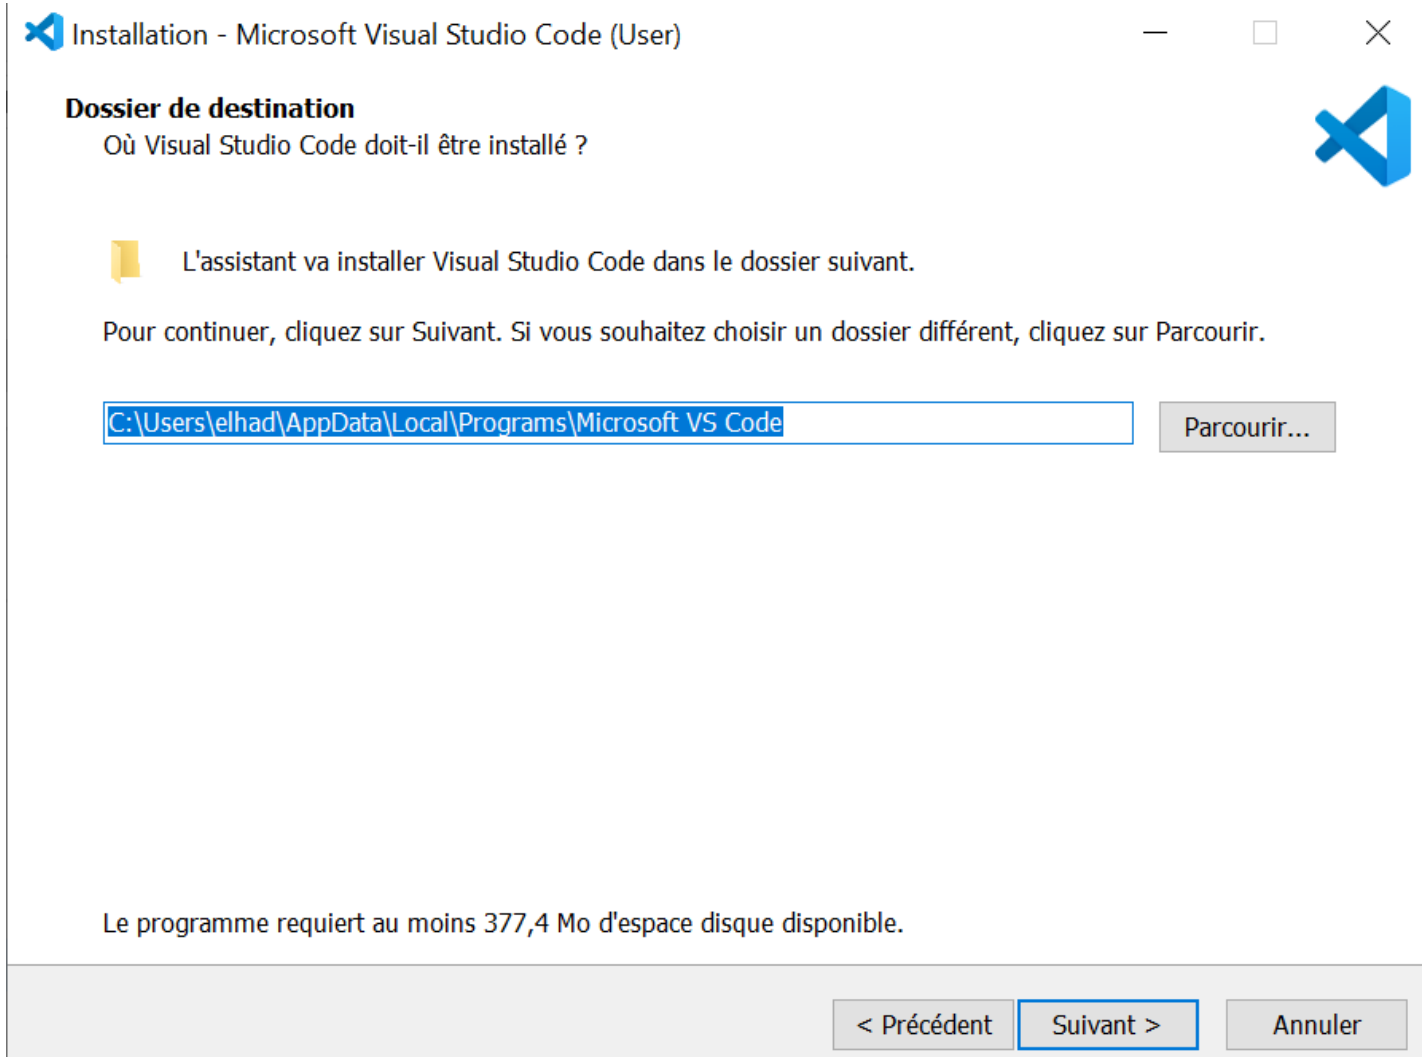 Installation - Microsoft Visual Studio Code (User)
Dossier de destination
Où Visual Studio Code doit-il être installé ?
L'assistant va installer Visual Studio Code dans le dossier suivant.
Pour continuer, cliquez sur Suivant. Si vous souhaitez choisir un dossier différent, cliquez sur Parcourir.
C:\Users\elhad\AppData\Local\Programs\Microsoft VS Code
Parcourir...
Le programme requiert au moins 377,4 Mo d'espace disque disponible.
< Précédent
Suivant >
Annuler